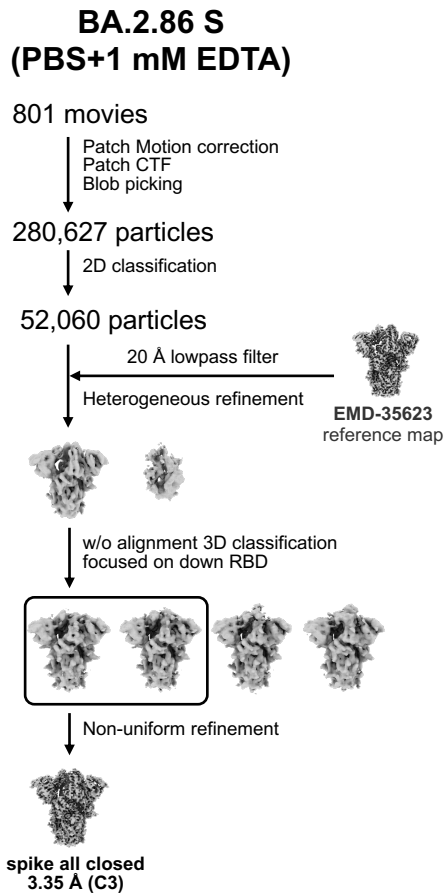 BA.2.86 S
(PBS+1 mM EDTA)
801 movies
Patch Motion correction
Patch CTF
Blob picking
280,627 particles
2D classification
52,060 particles
20 Å lowpass filter
Heterogeneous refinement
EMD-35623
reference map
w/o alignment 3D classification
focused on down RBD
Non-uniform refinement
spike all closed
3.35 Å (C3)